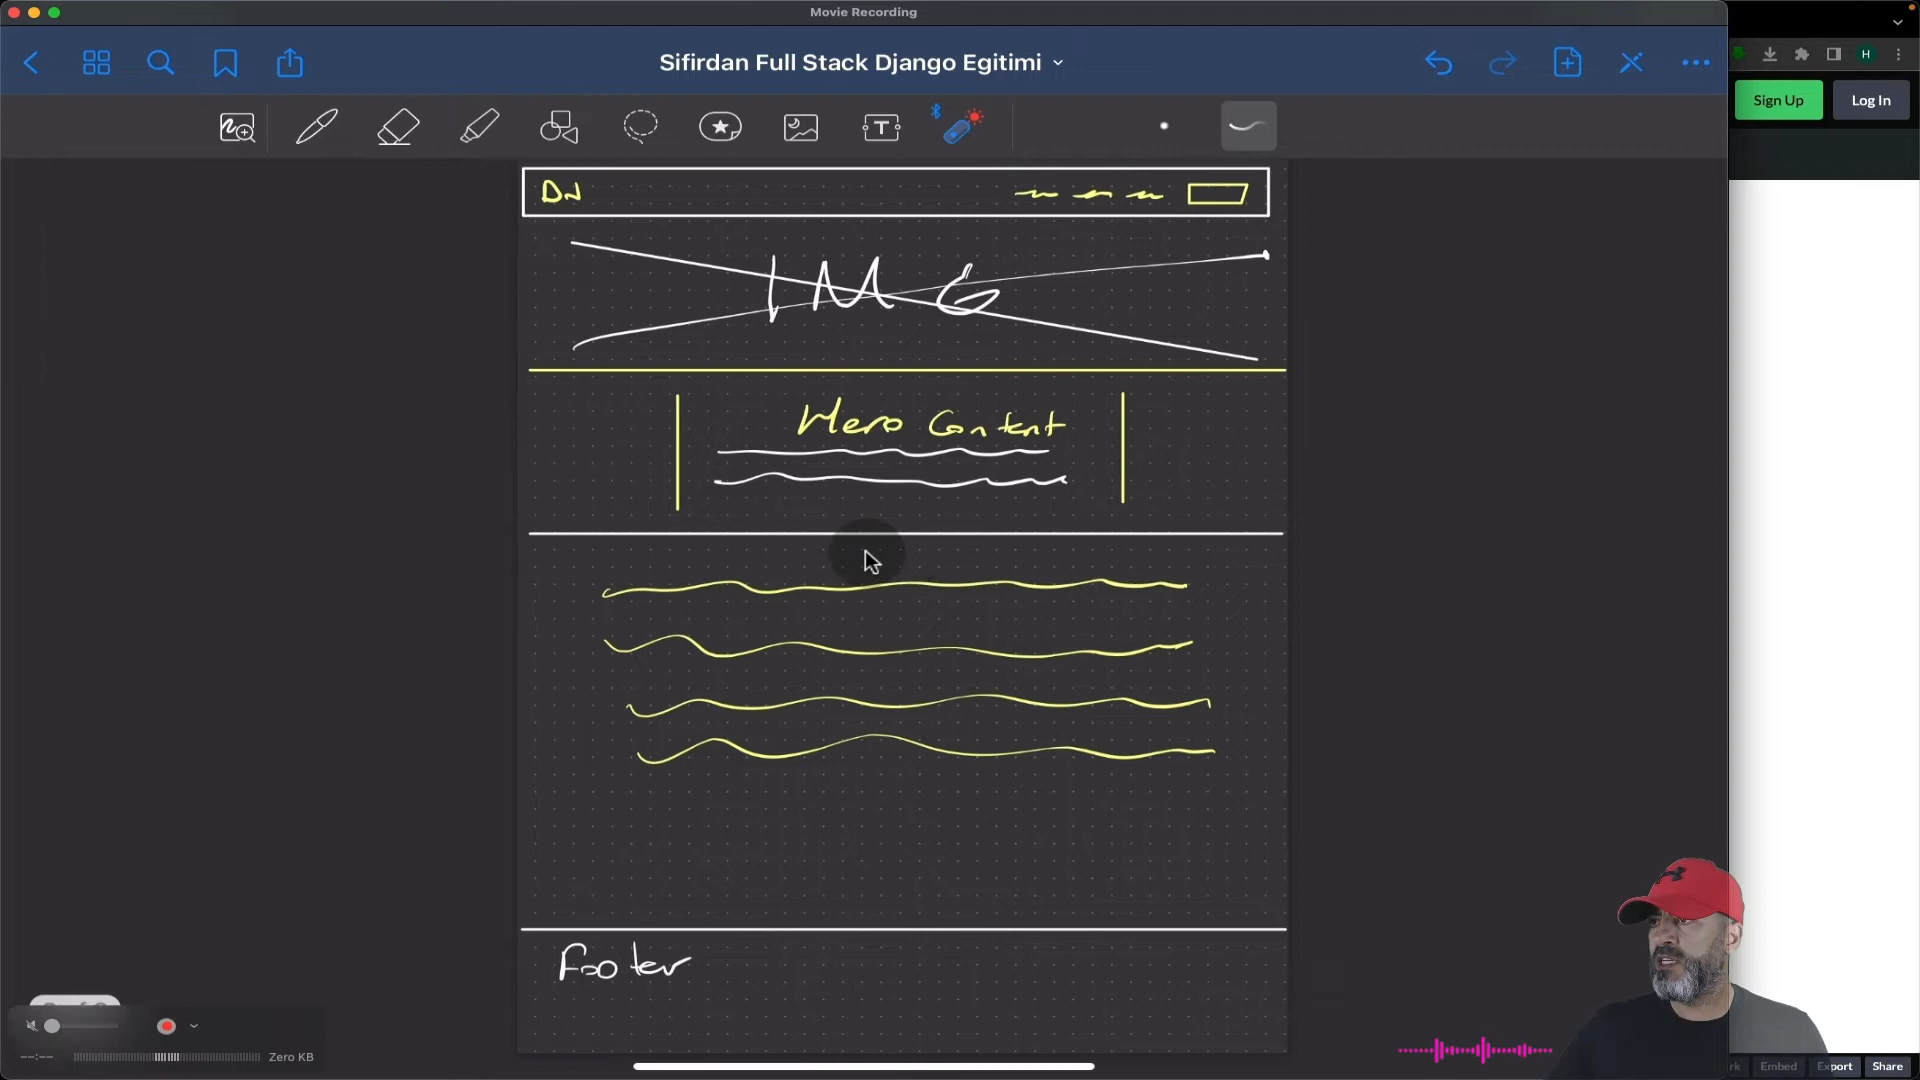 Movie Recording
Sifirdan Full Stack Django Egitimi
H
Sign Up
Log In
DN
IMG
Hero Content
Footer
--:--
Zero KB
Embed
Export
Share